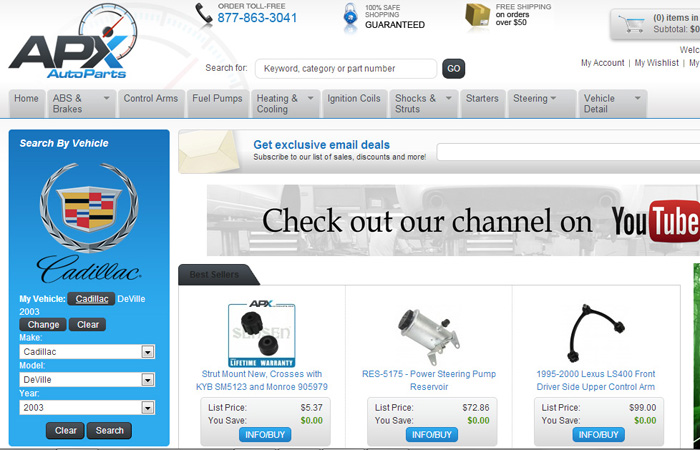 APX
AutoParts
ORDER TOLL-FREE
877-863-3041
100% SAFE
SHOPPING
GUARANTEED
FREE SHIPPING
on orders
over $50
(0) items in
Subtotal: $0
Welc
My Account | My Wishlist | My
Search for:
Keyword, category or part number
GO
Home
ABS &
Brakes
Control Arms
Fuel Pumps
Heating &
Cooling
Ignition Coils
Shocks &
Struts
Starters
Steering
Vehicle
Detail
Search By Vehicle
Cadillac
My Vehicle: Cadillac DeVille
2003
Change Clear
Make:
Cadillac
Model:
DeVille
Year:
2003
Clear Search
Get exclusive email deals
Subscribe to our list of sales, discounts and more!
Check out our channel on YouTube
Best Sellers
APX
SENSEN
LIFETIME WARRANTY
Strut Mount New, Crosses with
KYB SM5123 and Monroe 905979
List Price: $5.37
You Save: $0.00
INFO/BUY
RES-5175 - Power Steering Pump
Reservoir
List Price: $72.86
You Save: $0.00
INFO/BUY
1995-2000 Lexus LS400 Front
Driver Side Upper Control Arm
List Price: $99.00
You Save: $0.00
INFO/BUY